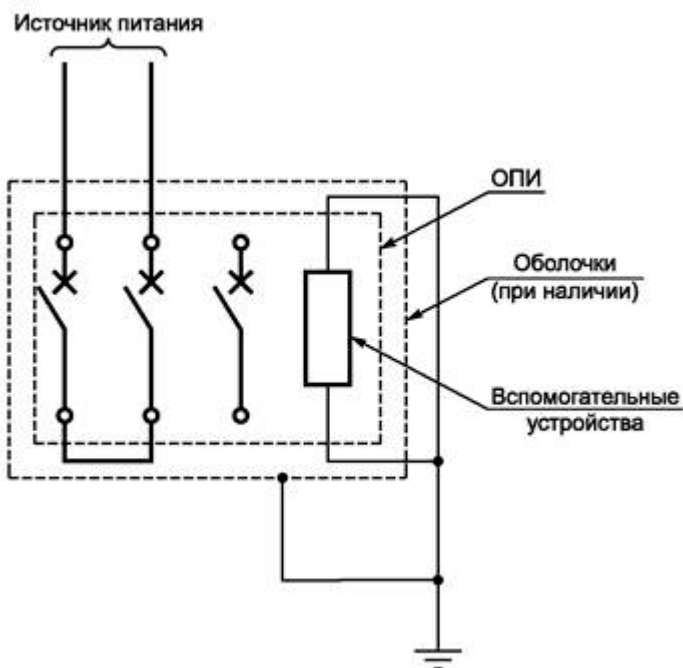 Источник питания
ОПИ
Оболочки
(при наличии)
Вспомогательные
устройства